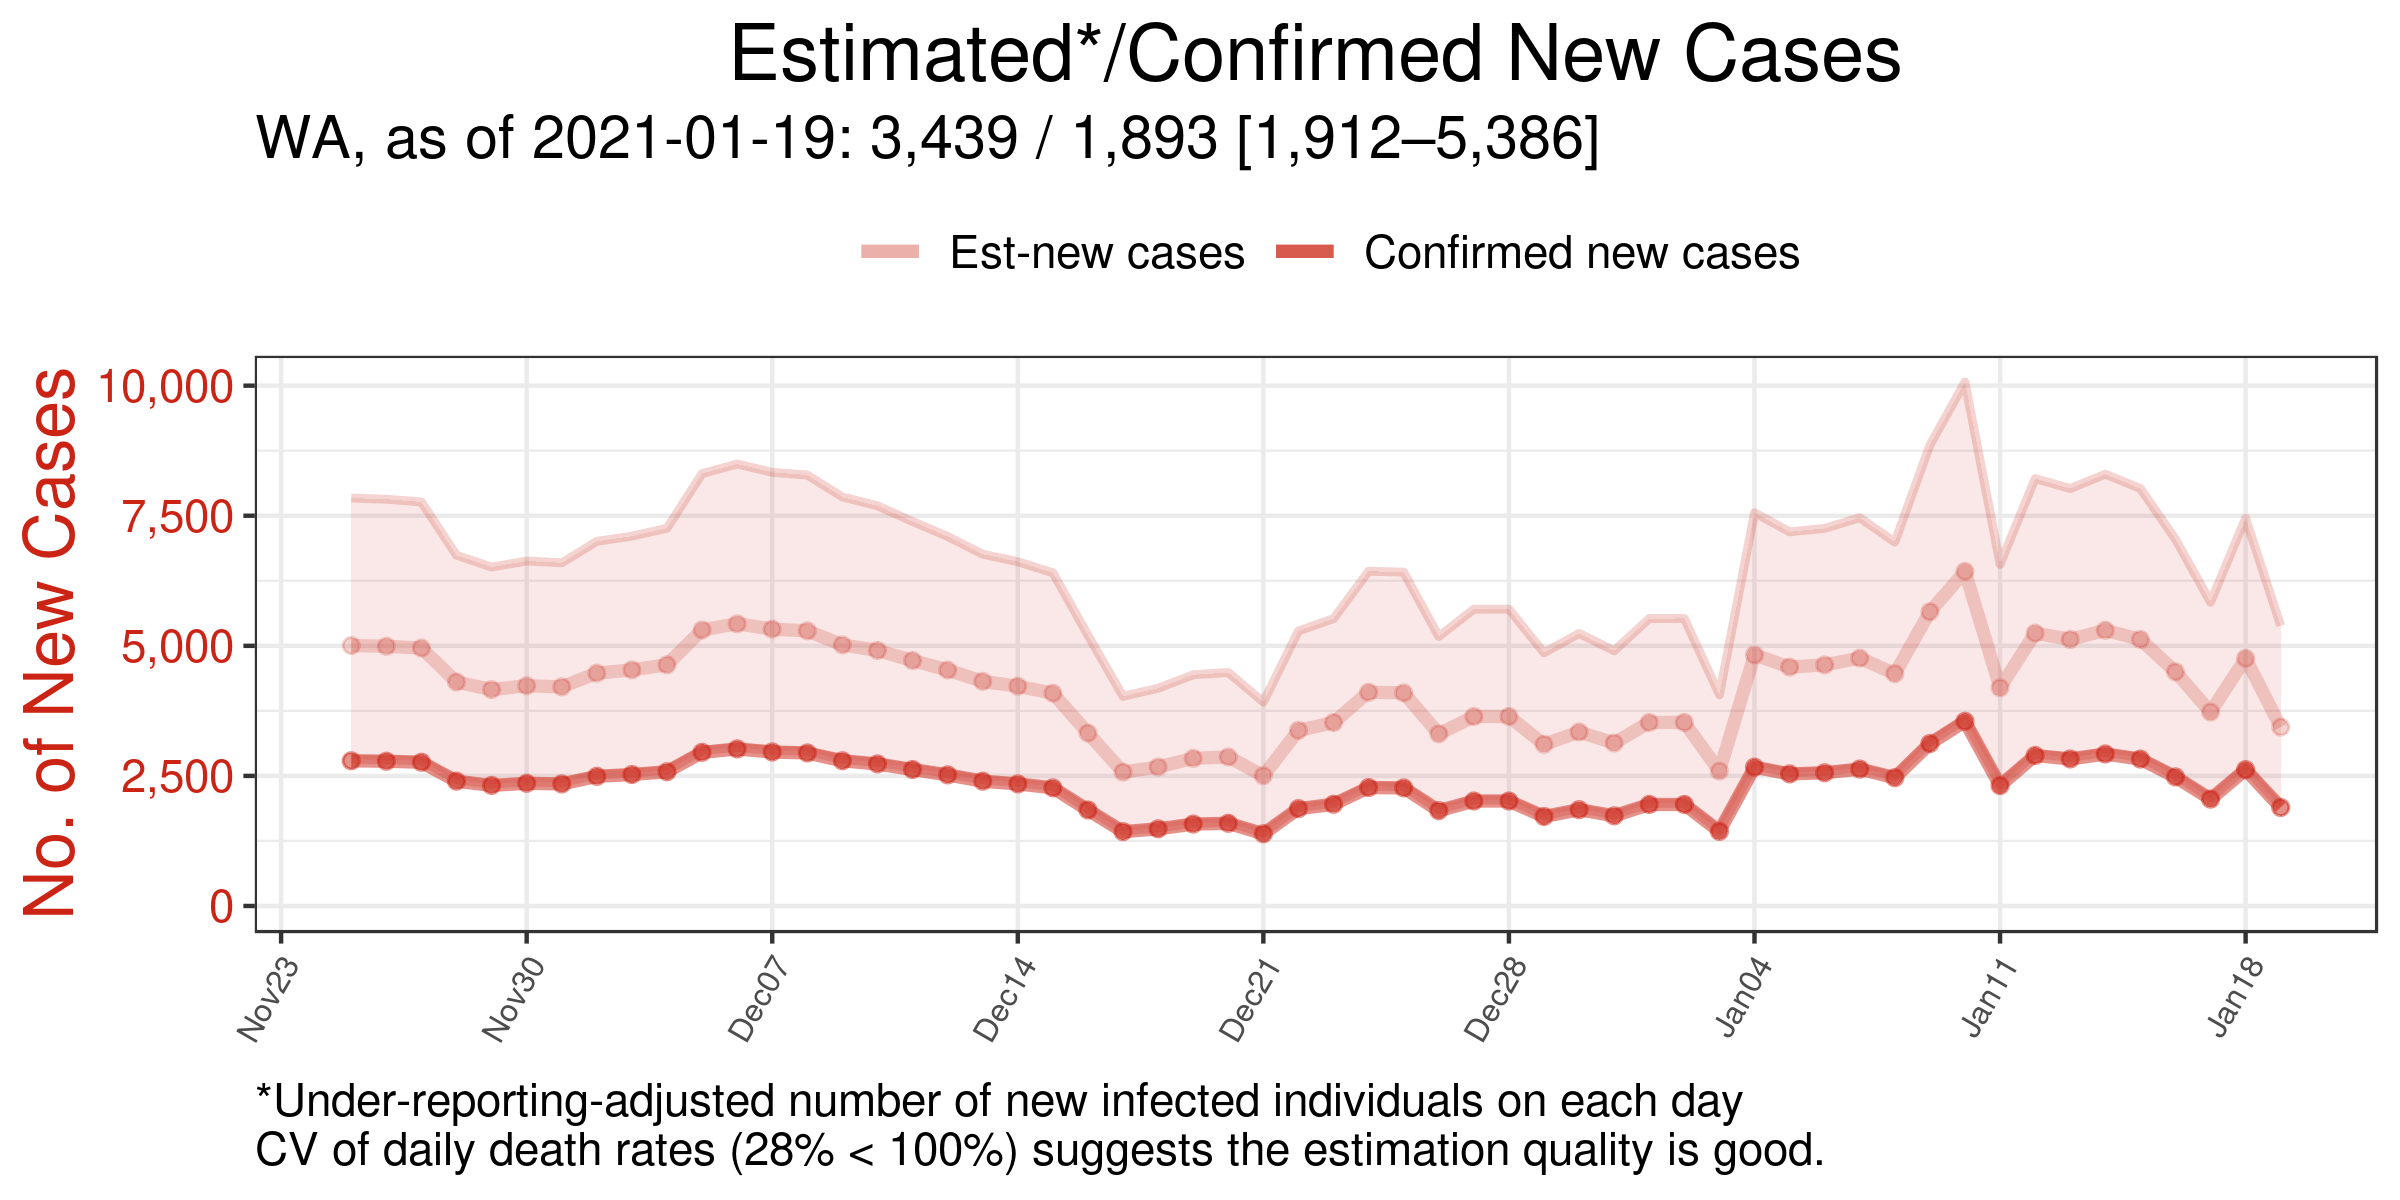 Estimated*/Confirmed New Cases
WA, as of 2021-01-19: 3,439 / 1,893 [1,912–5,386]
Est-new cases
Confirmed new cases
No. of New Cases
10,000
7,500
5,000
2,500
0
Nov23
Nov30
Dec07
Dec14
Dec21
Dec28
Jan04
Jan11
Jan18
*Under-reporting-adjusted number of new infected individuals on each day
CV of daily death rates (28% < 100%) suggests the estimation quality is good.